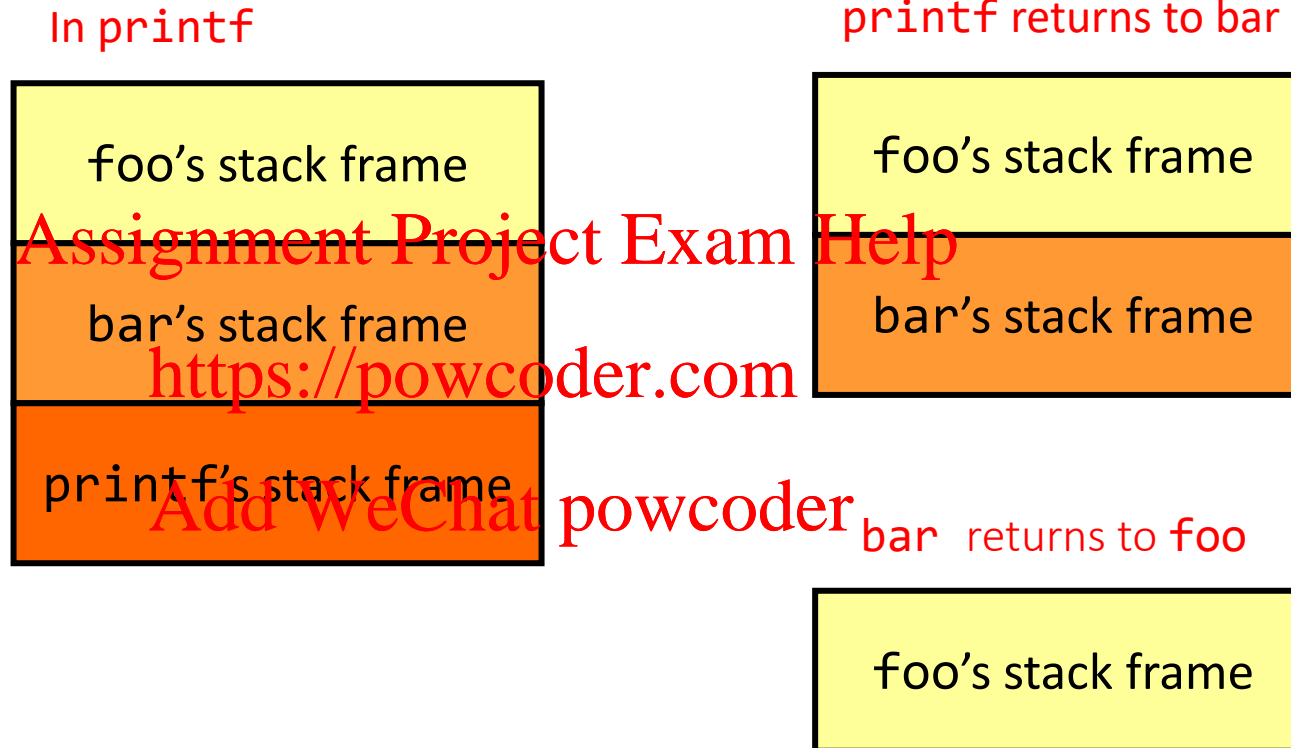 In printf
foo's stack frame
bar's stack frame
printf's stack frame
printf returns to bar
foo's stack frame
bar's stack frame
bar returns to foo
foo's stack frame
Assignment Project Exam Help
https://powcoder.com
Add WeChat powcoder